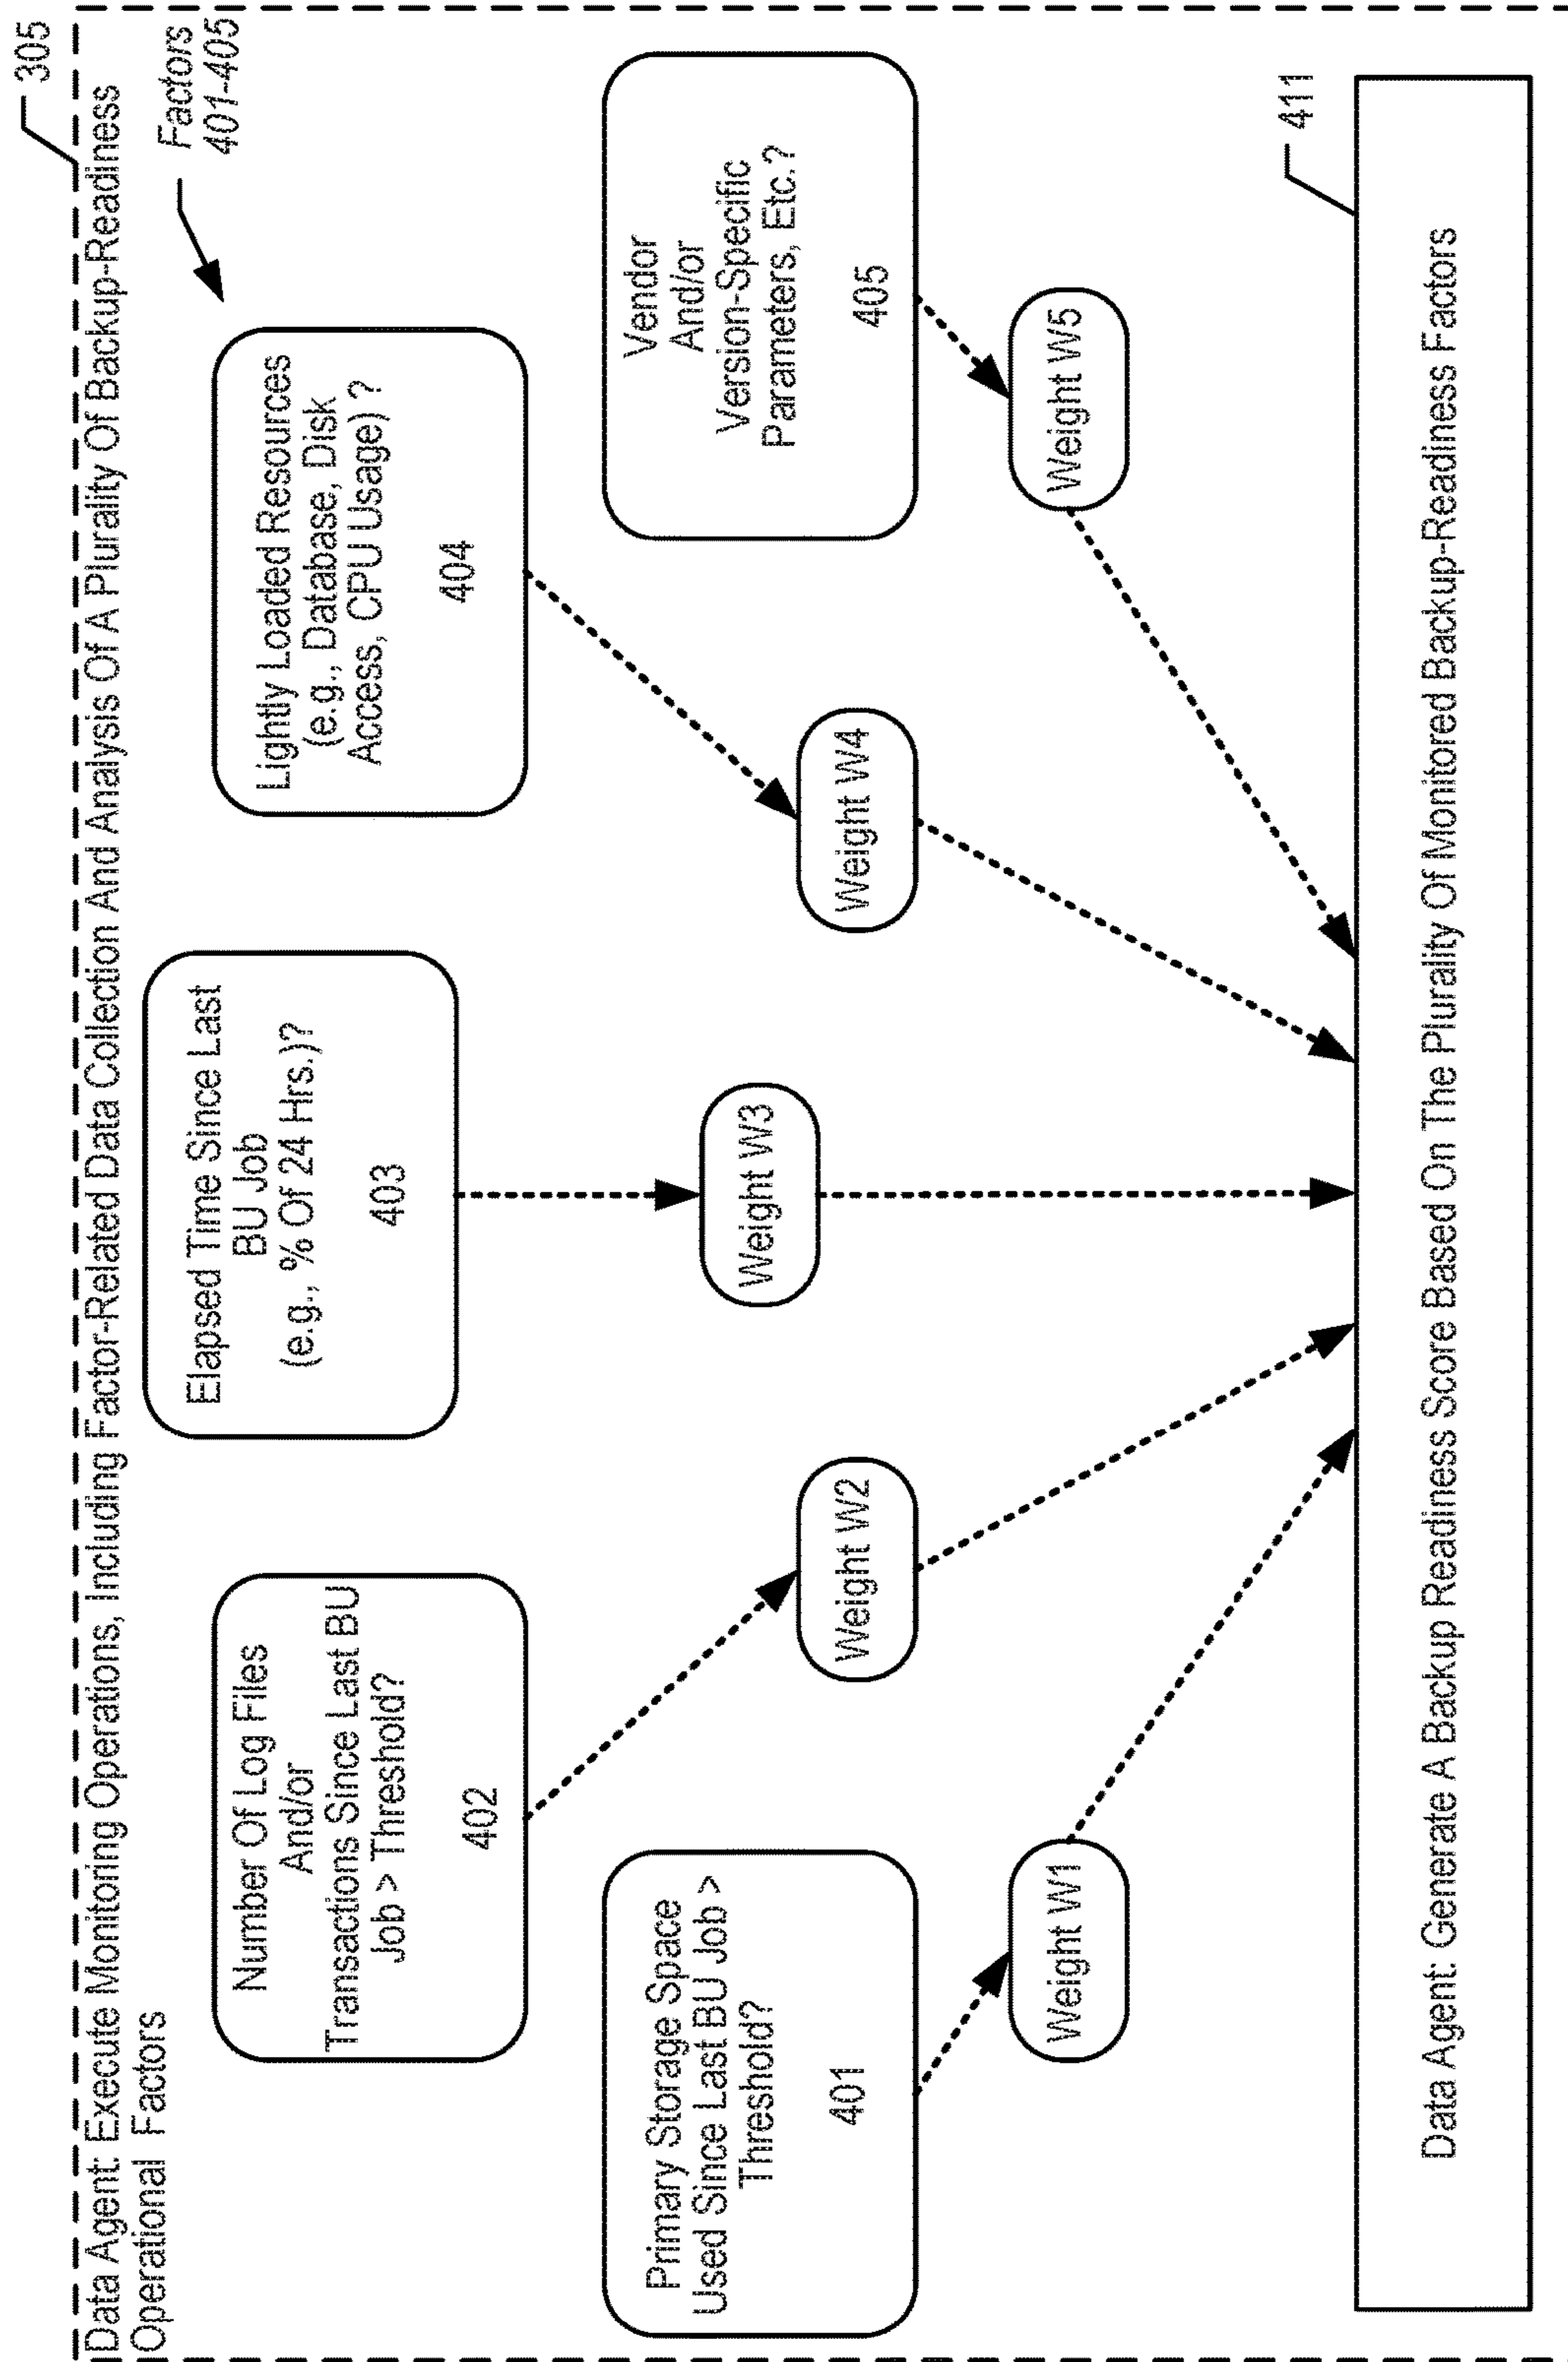 305
Data Agent: Execute Monitoring Operations, Including Factor-Related Data Collection And Analysis Of A Plurality Of Backup-Readiness
Operational Factors
Factors
401-405
Primary Storage Space
Used Since Last BU Job >
Threshold?
401
Number Of Log Files
And/or
Transactions Since Last BU
Job > Threshold?
402
Elapsed Time Since Last
BU Job
(e.g., % Of 24 Hrs.)?
403
Lightly Loaded Resources
(e.g., Database, Disk
Access, CPU Usage) ?
404
Vendor
And/or
Version-Specific
Parameters, Etc.?
405
Weight W1
Weight W2
Weight W3
Weight W4
Weight W5
411
Data Agent: Generate A Backup Readiness Score Based On The Plurality Of Monitored Backup-Readiness Factors